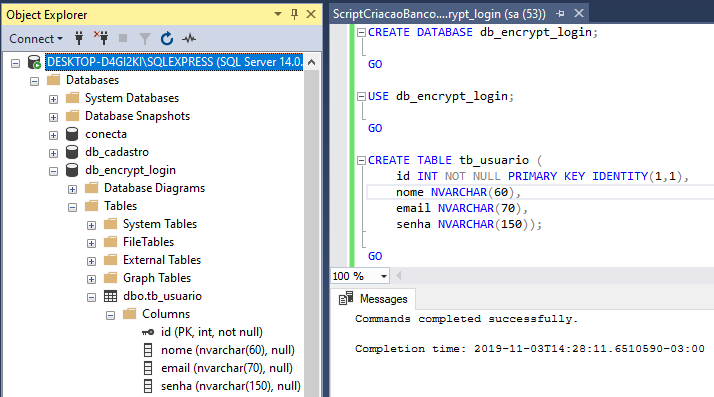 Object Explorer
Connect
DESKTOP-D4GI2KI\SQLEXPRESS (SQL Server 14.0.
Databases
System Databases
Database Snapshots
conecta
db_cadastro
db_encrypt_login
Database Diagrams
Tables
System Tables
FileTables
External Tables
Graph Tables
dbo.tb_usuario
Columns
id (PK, int, not null)
nome (nvarchar(60), null)
email (nvarchar(70), null)
senha (nvarchar(150), null)
ScriptCriacaoBanco....rypt_login (sa (53))
CREATE DATABASE db_encrypt_login;
GO
USE db_encrypt_login;
GO
CREATE TABLE tb_usuario (
id INT NOT NULL PRIMARY KEY IDENTITY(1,1),
nome NVARCHAR(60),
email NVARCHAR(70),
senha NVARCHAR(150));
GO
100 %
Messages
Commands completed successfully.
Completion time: 2019-11-03T14:28:11.6510590-03:00